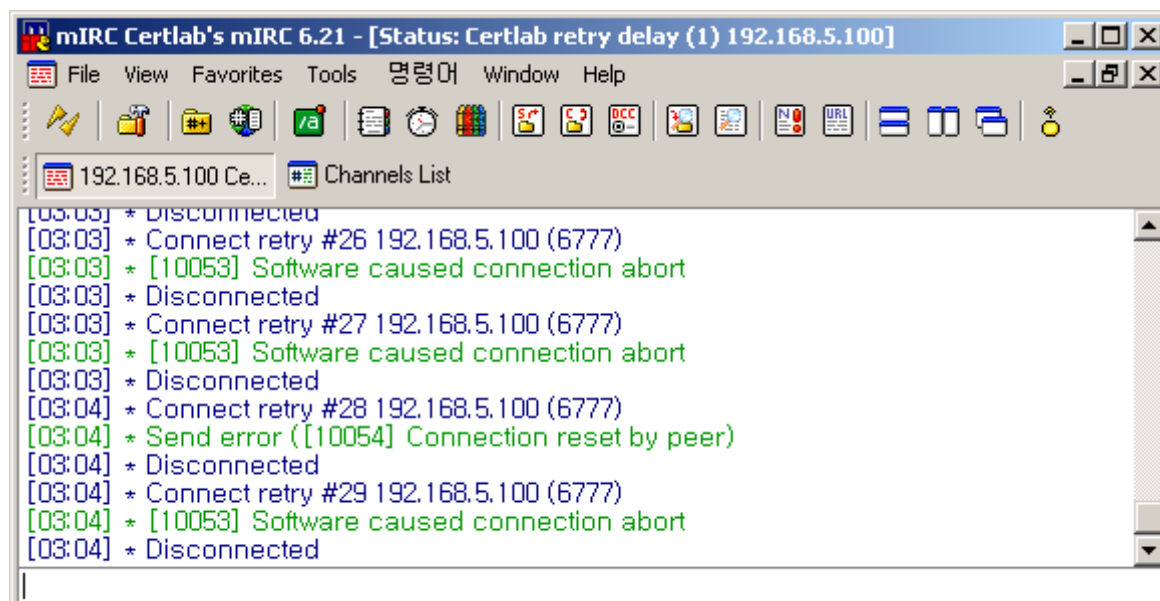 mIRC Certlab's mIRC 6.21 - [Status: Certlab retry delay (1) 192.168.5.100]
File View Favorites Tools 명령어 Window Help
192.168.5.100 Ce... Channels List
[03:03] * Disconnected
[03:03] * Connect retry #26 192.168.5.100 (6777)
[03:03] * [10053] Software caused connection abort
[03:03] * Disconnected
[03:03] * Connect retry #27 192.168.5.100 (6777)
[03:03] * [10053] Software caused connection abort
[03:03] * Disconnected
[03:04] * Connect retry #28 192.168.5.100 (6777)
[03:04] * Send error ([10054] Connection reset by peer)
[03:04] * Disconnected
[03:04] * Connect retry #29 192.168.5.100 (6777)
[03:04] * [10053] Software caused connection abort
[03:04] * Disconnected